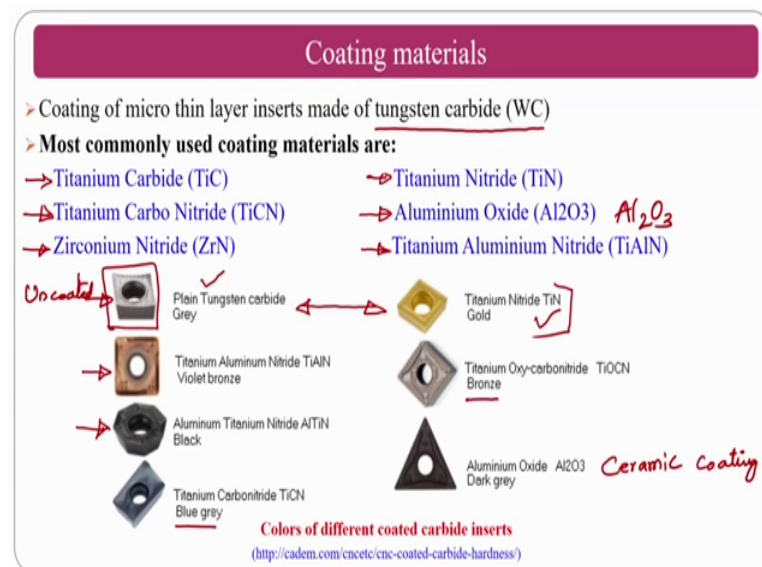 Coating materials
➢Coating of micro thin layer inserts made of tungsten carbide (WC)
➢Most commonly used coating materials are:
Titanium Carbide (TiC) Titanium Nitride (TiN)
Titanium Carbo Nitride (TiCN) Aluminium Oxide (Al2O3) Al₂O₃
Zirconium Nitride (ZrN) Titanium Aluminium Nitride (TiAlN)
Uncoated
Plain Tungsten carbide
Grey
Titanium Nitride TiN
Gold
Titanium Aluminum Nitride TiAlN
Violet bronze
Titanium Oxy-carbonitride TiOCN
Bronze
Aluminum Titanium Nitride AlTiN
Black
Aluminium Oxide Al2O3
Dark grey
Ceramic Coating
Titanium Carbonitride TiCN
Blue grey
Colors of different coated carbide inserts
(http://cadem.com/cncetc/cnc-coated-carbide-hardness/)